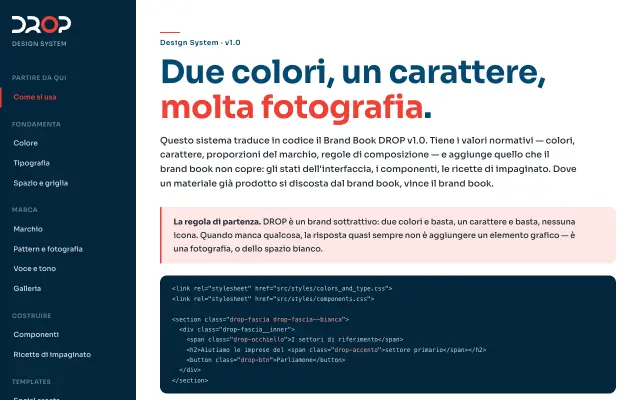 DROP
DESIGN SYSTEM
PARTIRE DA QUI
Come si usa
FONDAMENTA
Colore
Tipografia
Spazio e griglia
MARCA
Marchio
Pattern e fotografia
Voce e tono
Galleria
COSTRUIRE
Componenti
Ricette di impaginato
TEMPLATES
Design System · v1.0
Due colori, un carattere,
molta fotografia.
Questo sistema traduce in codice il Brand Book DROP v1.0. Tiene i valori normativi — colori,
carattere, proporzioni del marchio, regole di composizione — e aggiunge quello che il
brand book non copre: gli stati dell'interfaccia, i componenti, le ricette di impaginato. Dove
un materiale già prodotto si discosta dal brand book, vince il brand book.
La regola di partenza. DROP è un brand sottrattivo: due colori e basta, un carattere e basta, nessuna
icona. Quando manca qualcosa, la risposta quasi sempre non è aggiungere un elemento grafico — è
una fotografia, o dello spazio bianco.
<link rel="stylesheet" href="src/styles/colors_and_type.css">
<link rel="stylesheet" href="src/styles/components.css">
<section class="drop-fascia drop-fascia--bianca">
<div class="drop-fascia__inner">
<span class="drop-occhiello">I settori di riferimento</span>
<h2>Aiutiamo le imprese del <span class="drop-accento">settore primario</span></h2>
<button class="drop-btn">Parliamone</button>
</div>
</section>